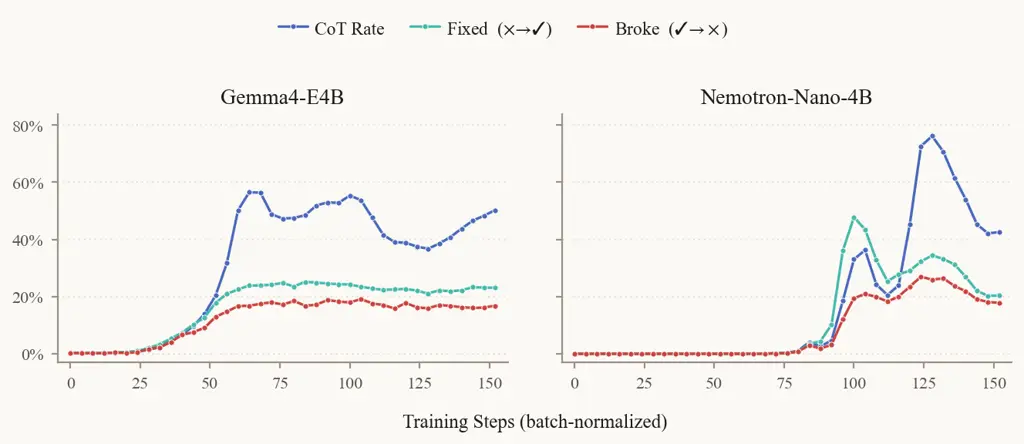 CoT Rate Fixed (×→✓) Broke (✓→×)
Gemma4-E4B
Nemotron-Nano-4B
80%
60%
40%
20%
0%
0 25 50 75 100 125 150
0 25 50 75 100 125 150
Training Steps (batch-normalized)